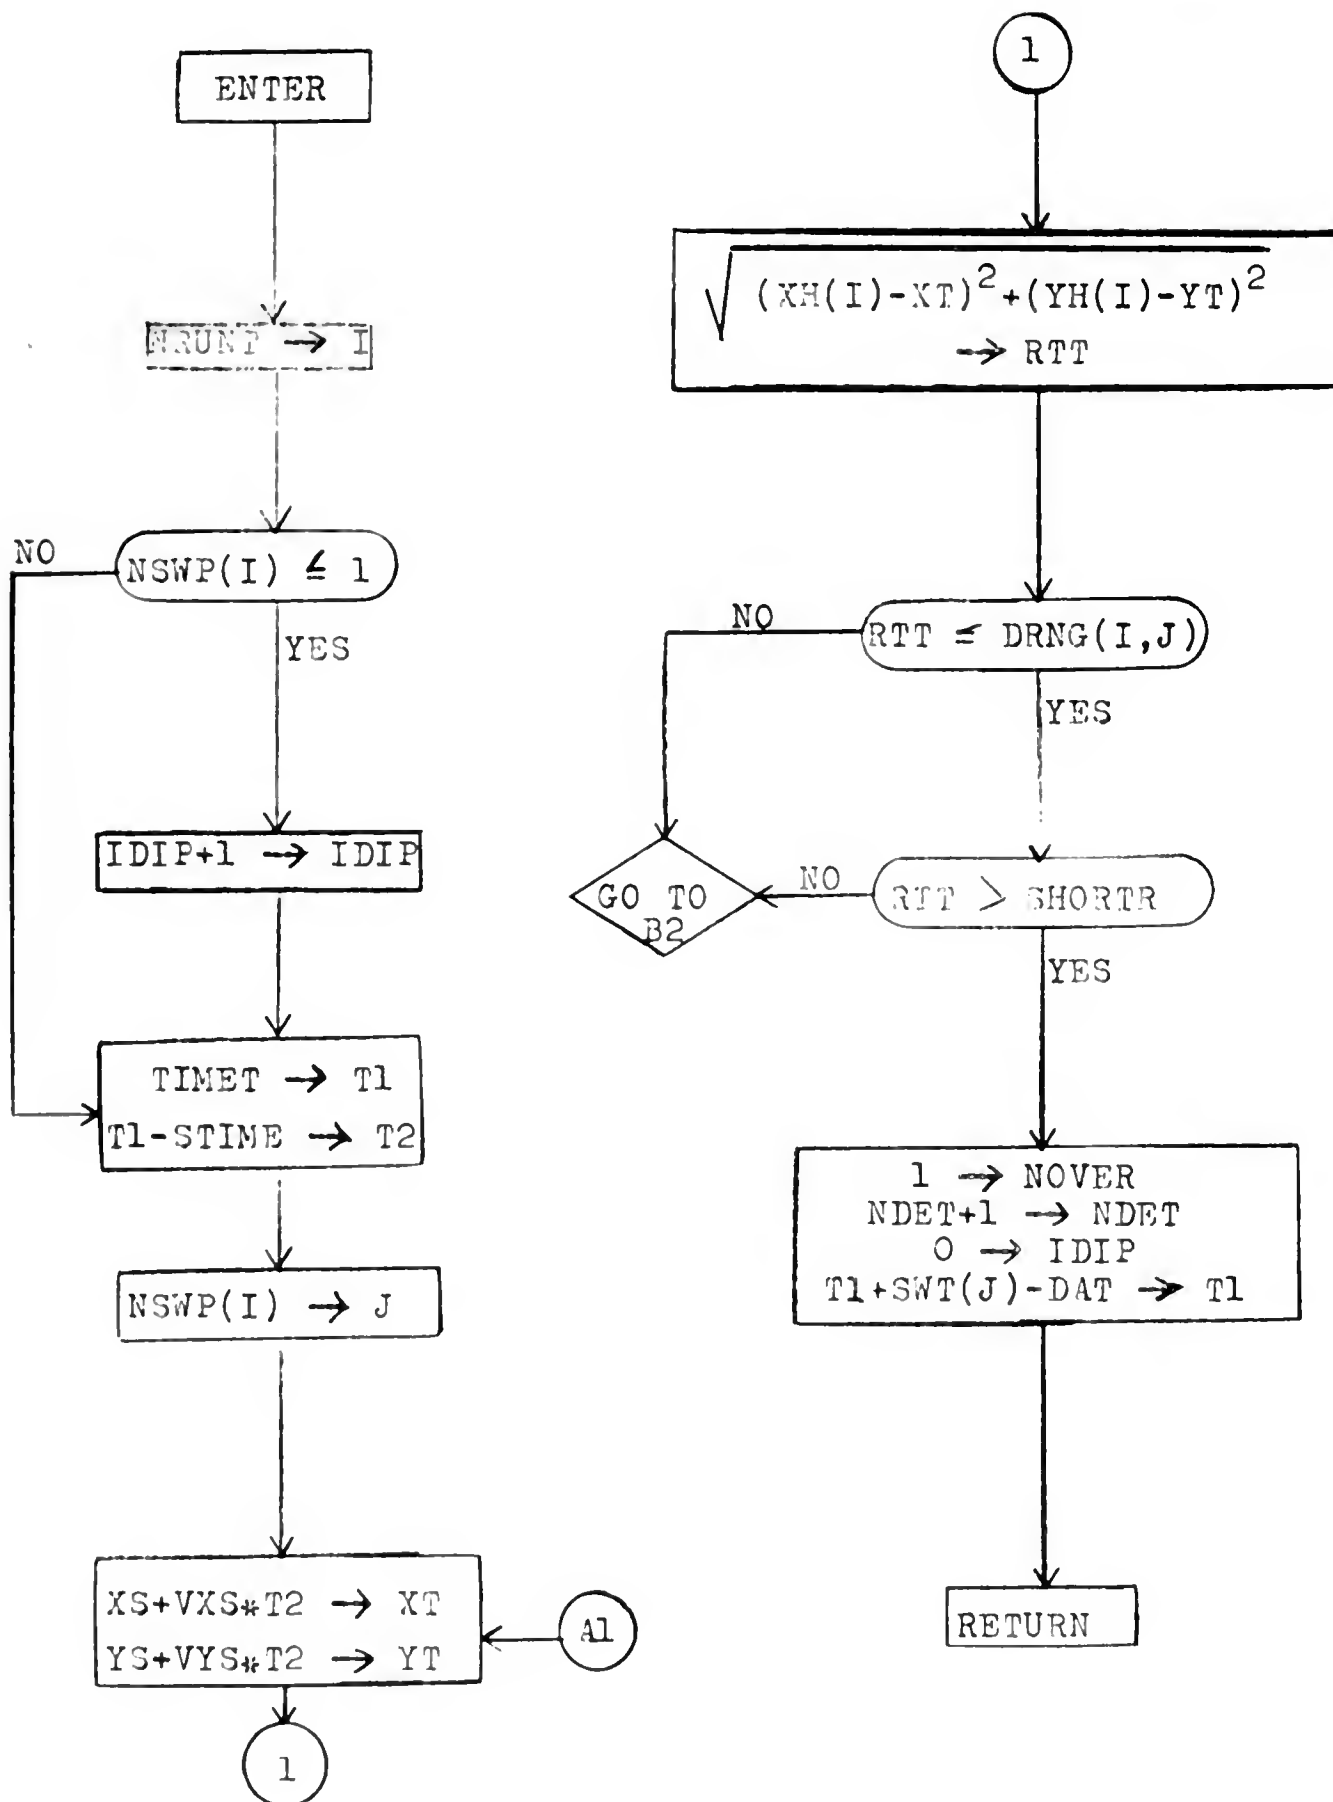 ENTER
NRUNT → I
NSWP(I) ≤ 1
NO
YES
IDIP+1 → IDIP
TIMET → T1
T1-STIME → T2
NSWP(I) → J
XS+VXS*T2 → XT
YS+VYS*T2 → YT
A1
1
1
√(XH(I)-XT)²+(YH(I)-YT)²
→ RTT
RTT ≤ DRNG(I,J)
NO
YES
GO TO
B2
NO
RTT > SHORTR
YES
1 → NOVER
NDET+1 → NDET
0 → IDIP
T1+SWT(J)-DAT → T1
RETURN